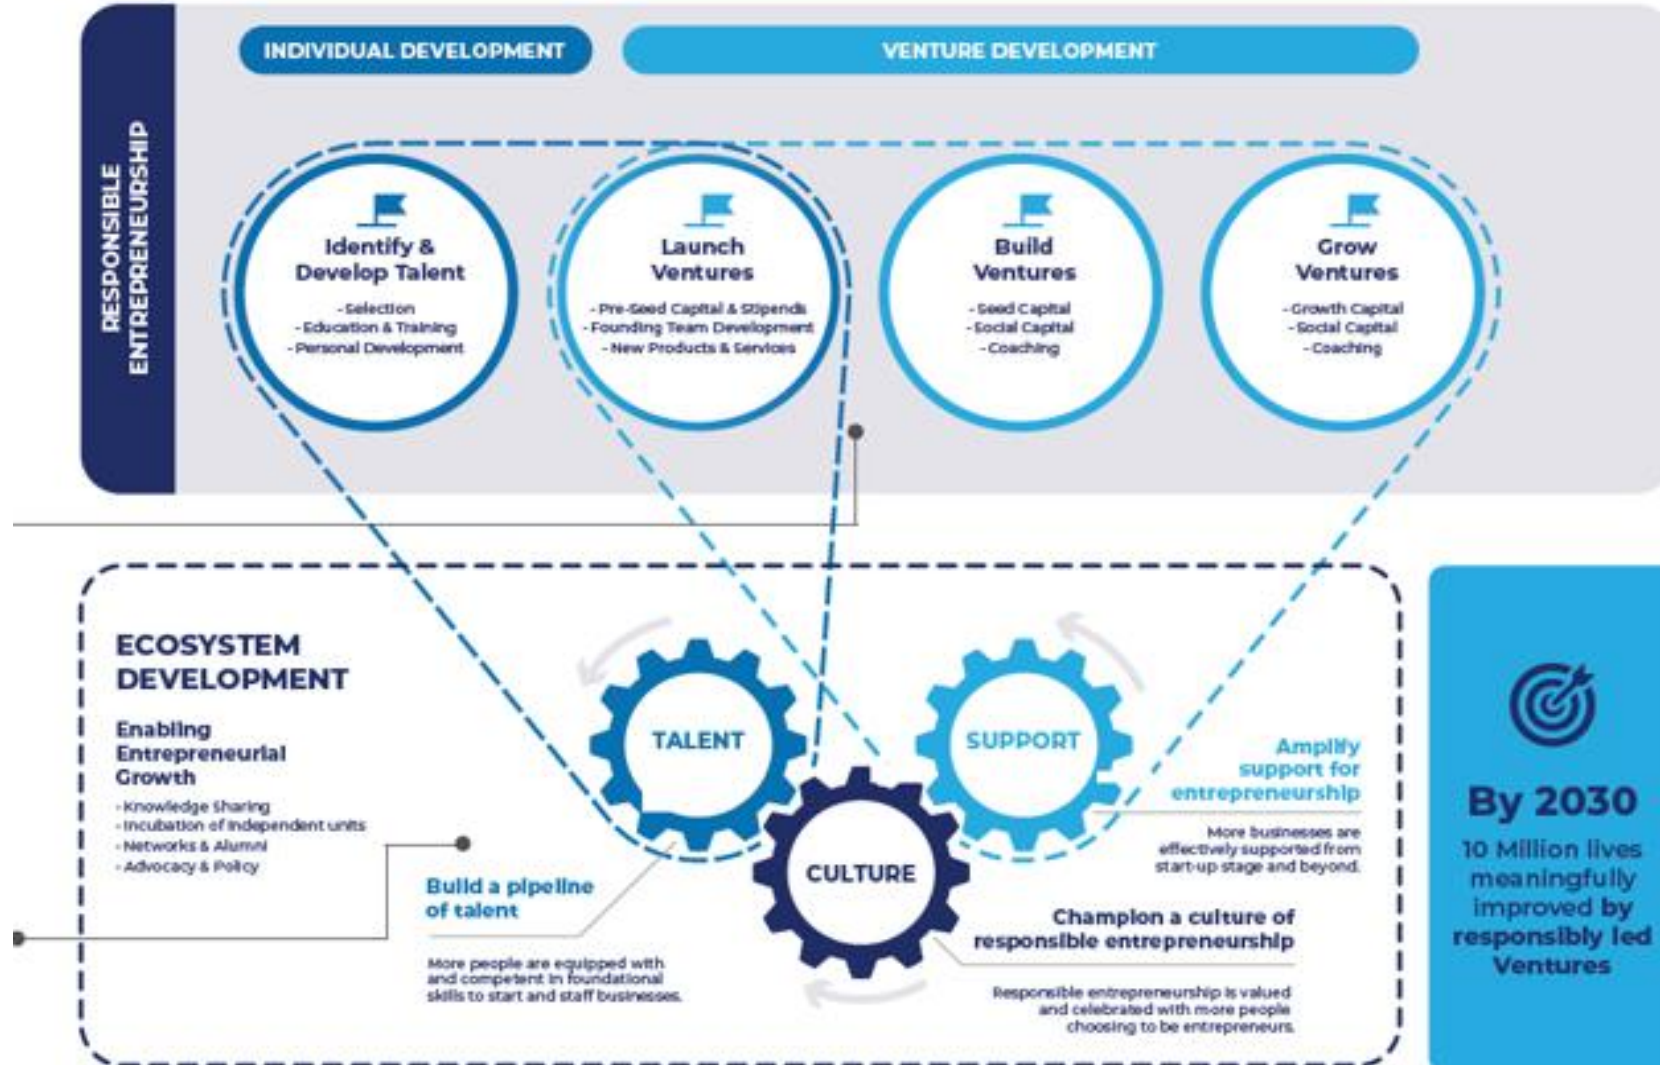 RESPONSIBLE
ENTREPRENEURSHIP
INDIVIDUAL DEVELOPMENT
VENTURE DEVELOPMENT
Identify &
Develop Talent
- Selection
- Education & Training
- Personal Development
Launch
Ventures
- Pre-Seed Capital & Stipends
- Founding Team Development
- New Products & Services
Build
Ventures
- Seed Capital
- Social Capital
- Coaching
Grow
Ventures
- Growth Capital
- Social Capital
- Coaching
ECOSYSTEM
DEVELOPMENT
Enabling
Entrepreneurial
Growth
- Knowledge Sharing
- Incubation of independent units
- Networks & Alumni
- Advocacy & Policy
TALENT
SUPPORT
CULTURE
Build a pipeline
of talent
More people are equipped with
and competent in foundational
skills to start and staff businesses.
Amplify
support for
entrepreneurship
More businesses are
effectively supported from
start-up stage and beyond.
Champion a culture of
responsible entrepreneurship
Responsible entrepreneurship is valued
and celebrated with more people
choosing to be entrepreneurs.
By 2030
10 Million lives
meaningfully
improved by
responsibly led
Ventures